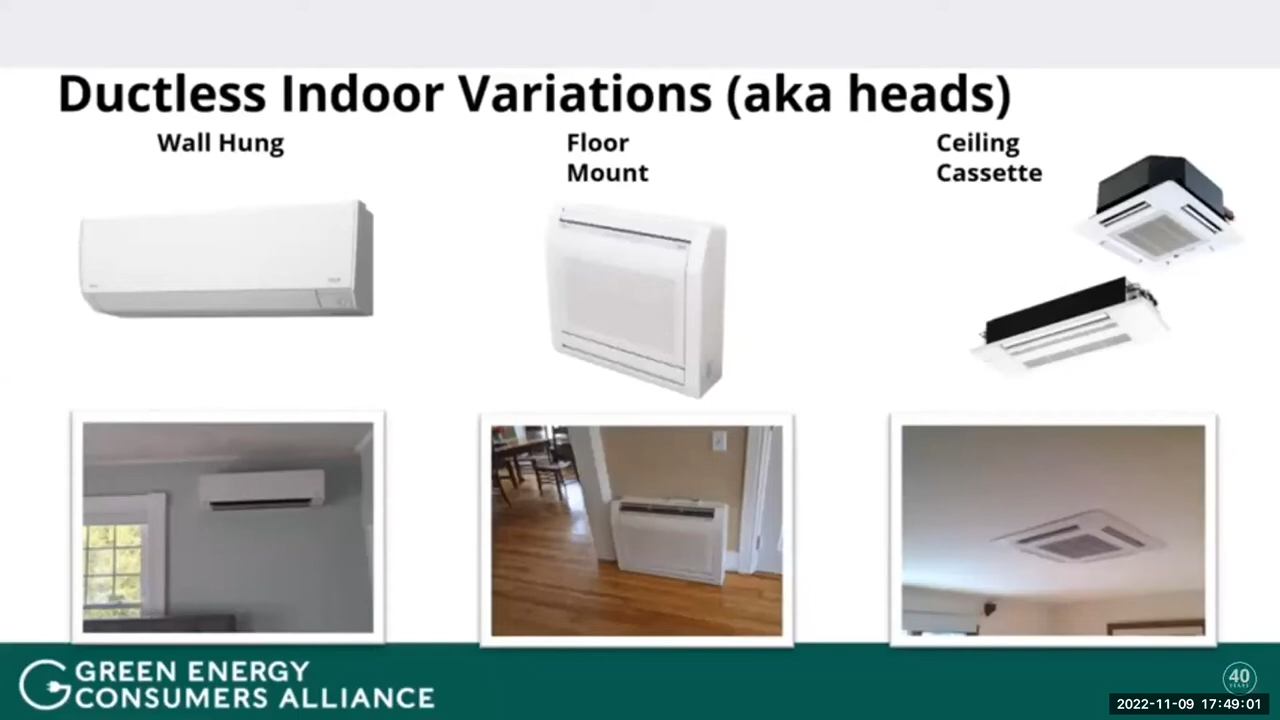 Ductless Indoor Variations (aka heads)
Wall Hung
Floor
Mount
Ceiling
Cassette
GREEN ENERGY
CONSUMERS ALLIANCE
40
YEARS
2022-11-09 17:49:01